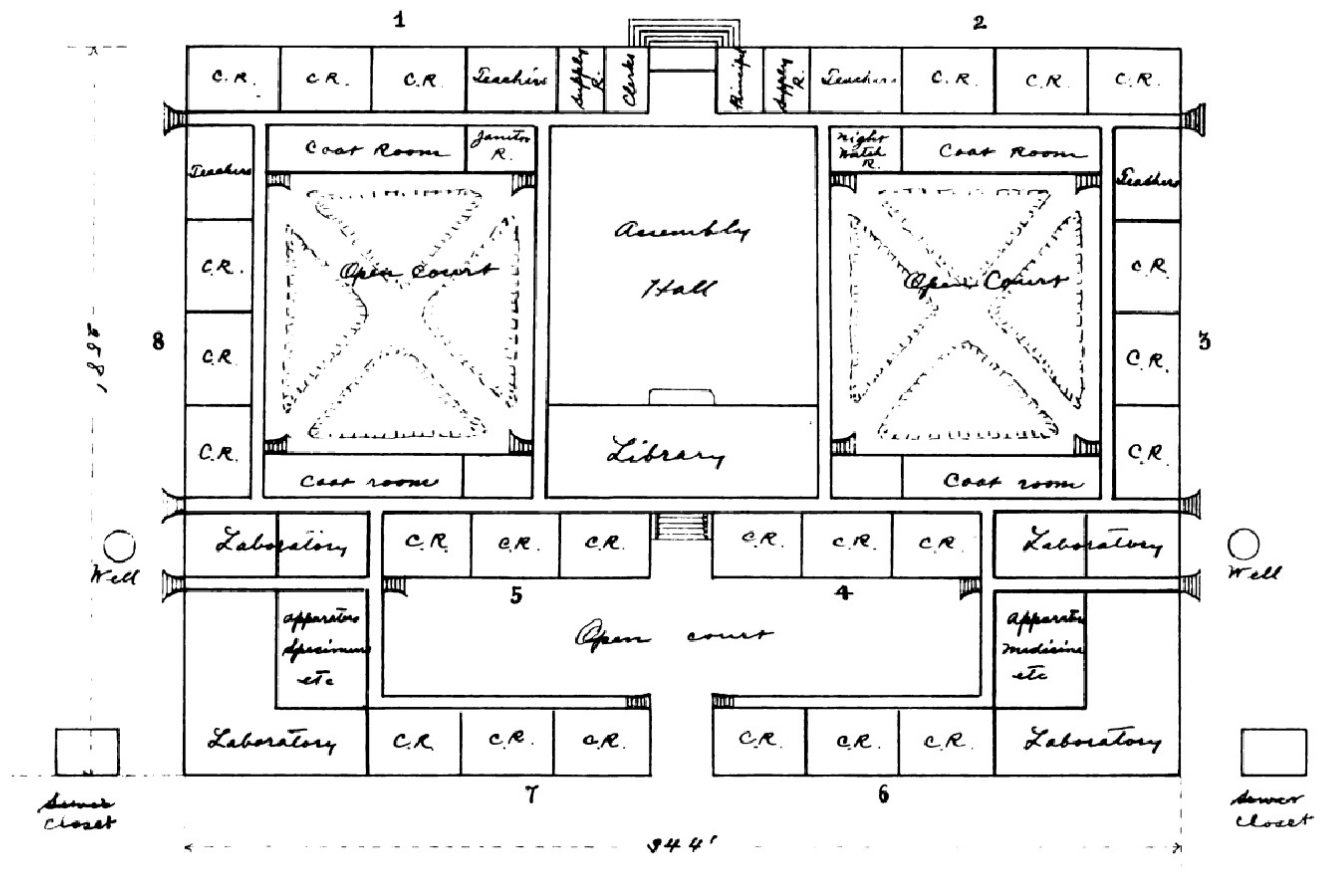 1
2
C.R.
C.R.
C.R.
Teachers
Supply
R.
Clerks
Principl
Supply
R.
Teachers
C.R.
C.R.
C.R.
Coat Room
Janitor
R.
Night
Watch
R.
Coat Room
Teachers
Teachers
Assembly
Hall
Open Court
Open Court
C.R.
C.R.
8
3
288'
C.R.
C.R.
C.R.
C.R.
Library
Coat room
Coat room
Laboratory
C.R.
C.R.
C.R.
C.R.
C.R.
C.R.
Laboratory
Well
Well
5
4
Open court
apparatus
Specimens
etc
Apparatus
medicine
etc
Laboratory
C.R.
C.R.
C.R.
C.R.
C.R.
C.R.
Laboratory
Sewer
Closet
Sewer
Closet
7
6
344'